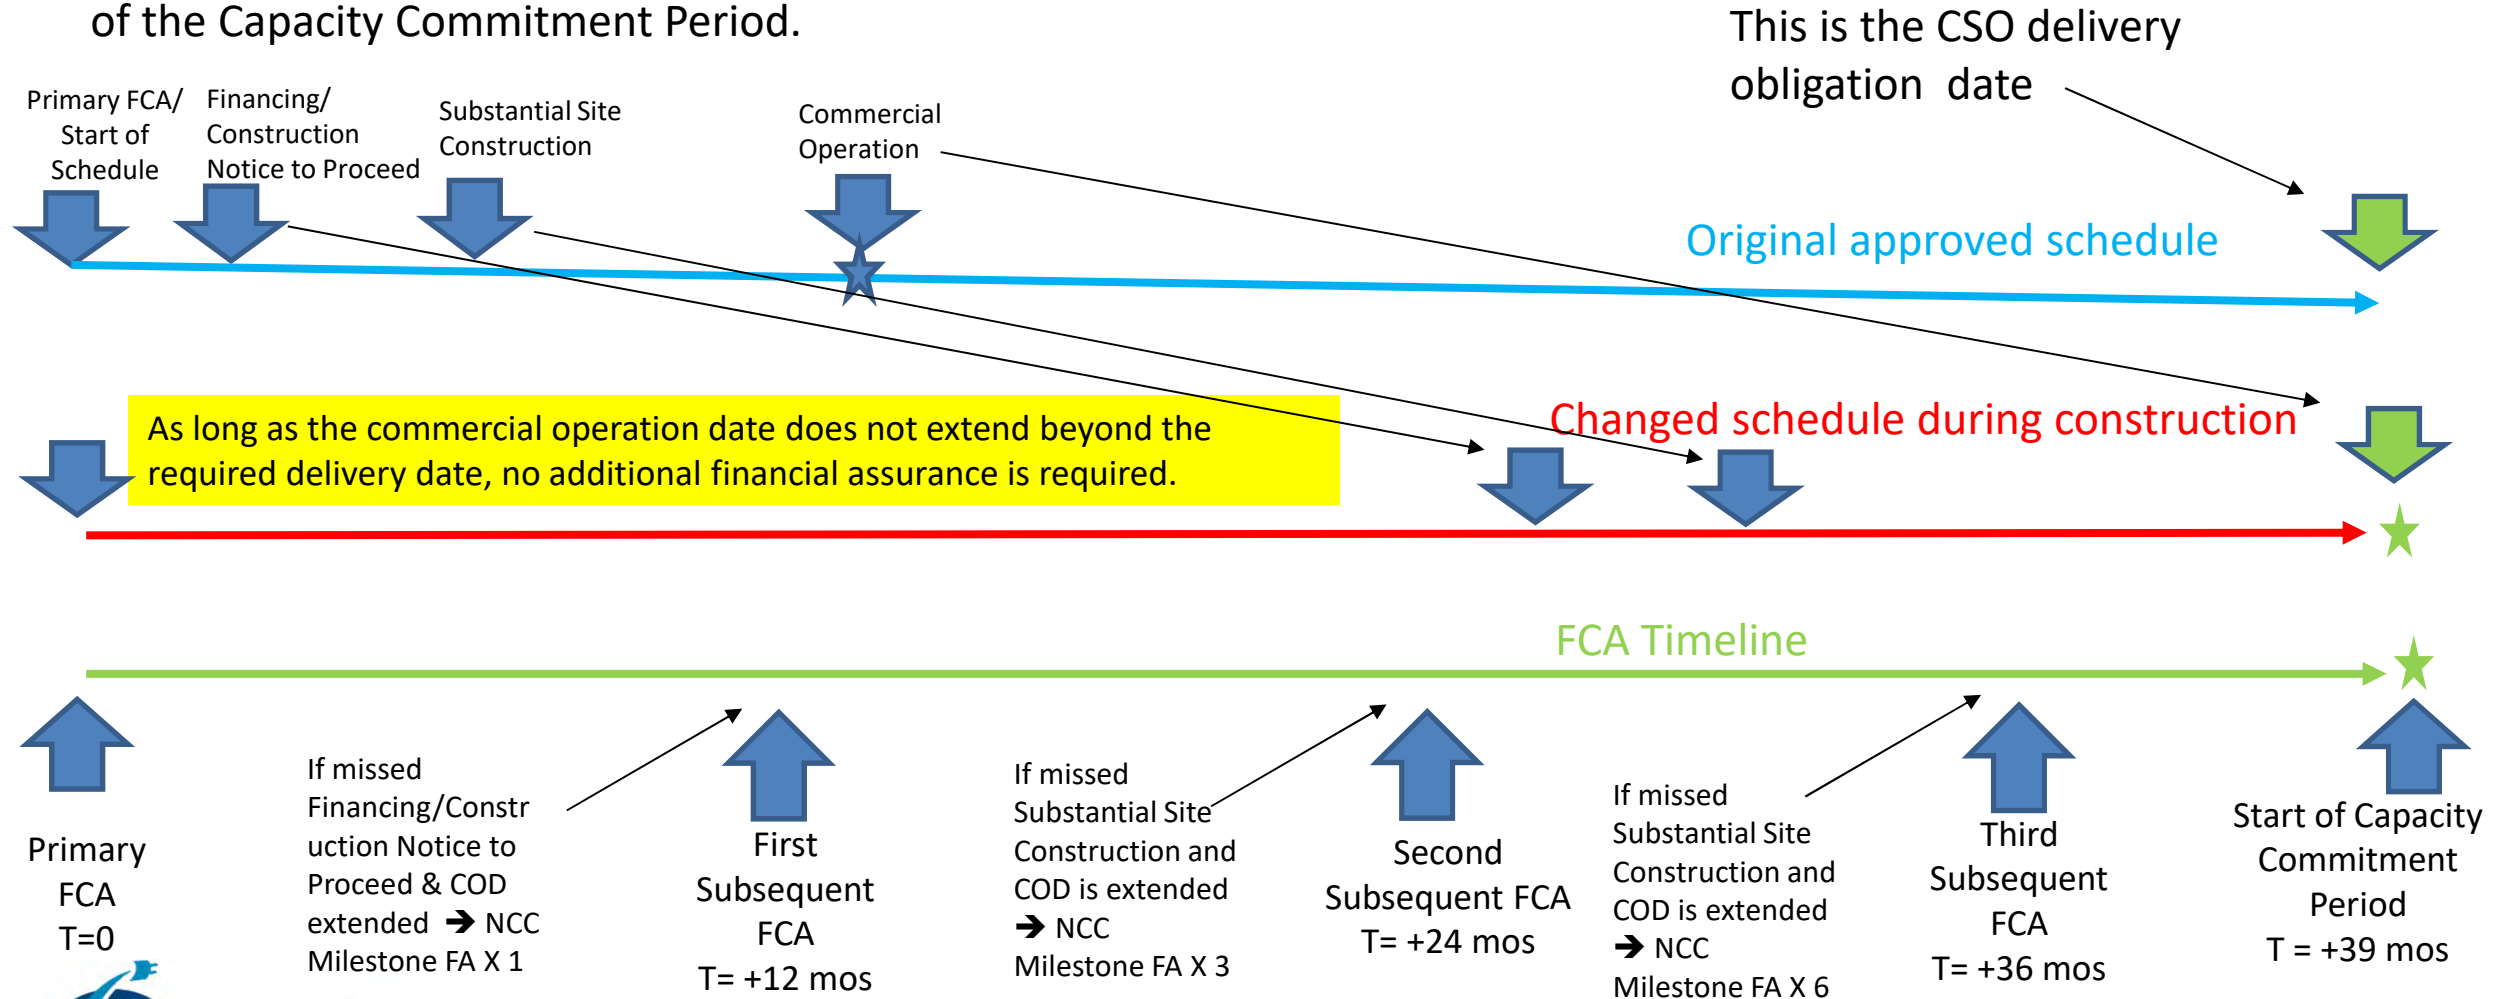 of the Capacity Commitment Period.
This is the CSO delivery
obligation date
Primary FCA/
Start of
Schedule
Financing/
Construction
Notice to Proceed
Substantial Site
Construction
Commercial
Operation
Original approved schedule
As long as the commercial operation date does not extend beyond the
required delivery date, no additional financial assurance is required.
Changed schedule during construction
FCA Timeline
Primary
FCA
T=0
If missed
Financing/Constr
uction Notice to
Proceed & COD
extended ➔ NCC
Milestone FA X 1
First
Subsequent
FCA
T= +12 mos
If missed
Substantial Site
Construction and
COD is extended
➔ NCC
Milestone FA X 3
Second
Subsequent FCA
T= +24 mos
If missed
Substantial Site
Construction and
COD is extended
➔ NCC
Milestone FA X 6
Third
Subsequent
FCA
T= +36 mos
Start of Capacity
Commitment
Period
T = +39 mos